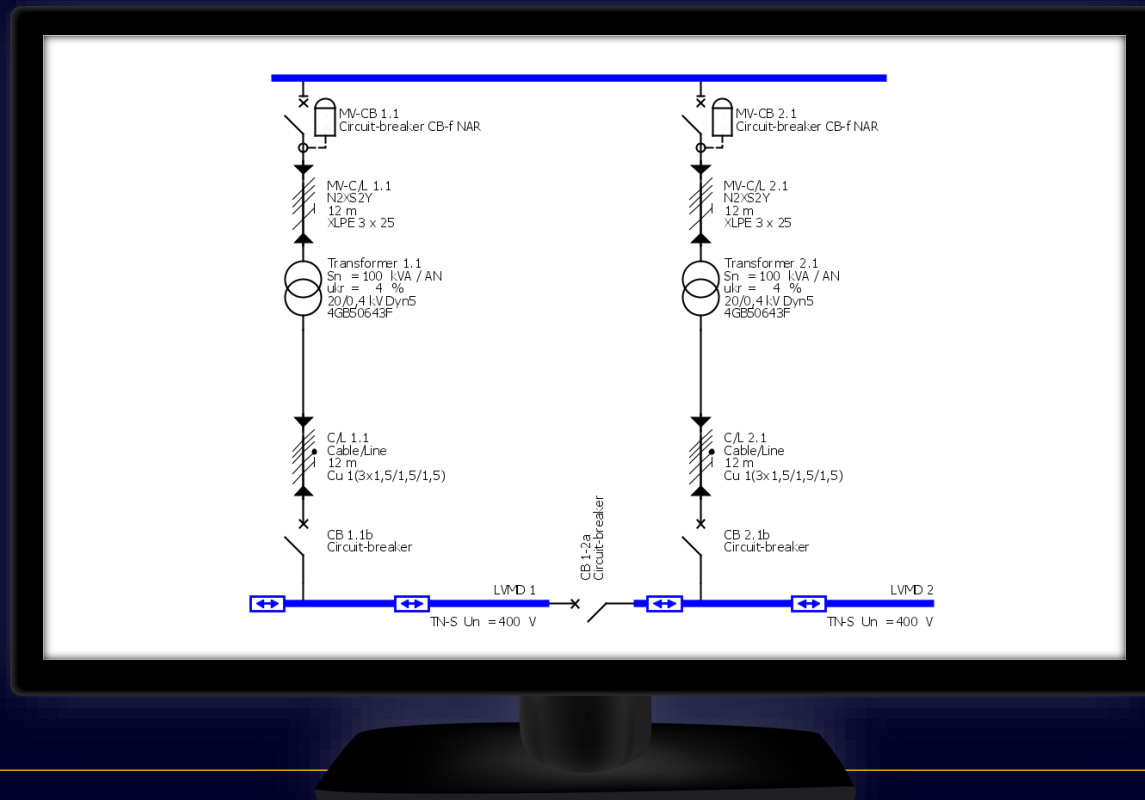 MV-CB 1.1
Circuit-breaker CB-f NAR
MV-CB 2.1
Circuit-breaker CB-f NAR
MV-C/L 1.1
N2XS2Y
12 m
XLPE 3 x 25
MV-C/L 2.1
N2XS2Y
12 m
XLPE 3 x 25
Transformer 1.1
Sn = 100 kVA / AN
ukr = 4 %
20/0,4 kV Dyn5
4GB50643F
Transformer 2.1
Sn = 100 kVA / AN
ukr = 4 %
20/0,4 kV Dyn5
4GB50643F
C/L 1.1
Cable/Line
12 m
Cu 1(3x1,5/1,5/1,5)
C/L 2.1
Cable/Line
12 m
Cu 1(3x1,5/1,5/1,5)
CB 1.1b
Circuit-breaker
CB 1-2a
Circuit-breaker
CB 2.1b
Circuit-breaker
LVMD 1
LVMD 2
TN-S Un = 400 V
TN-S Un = 400 V